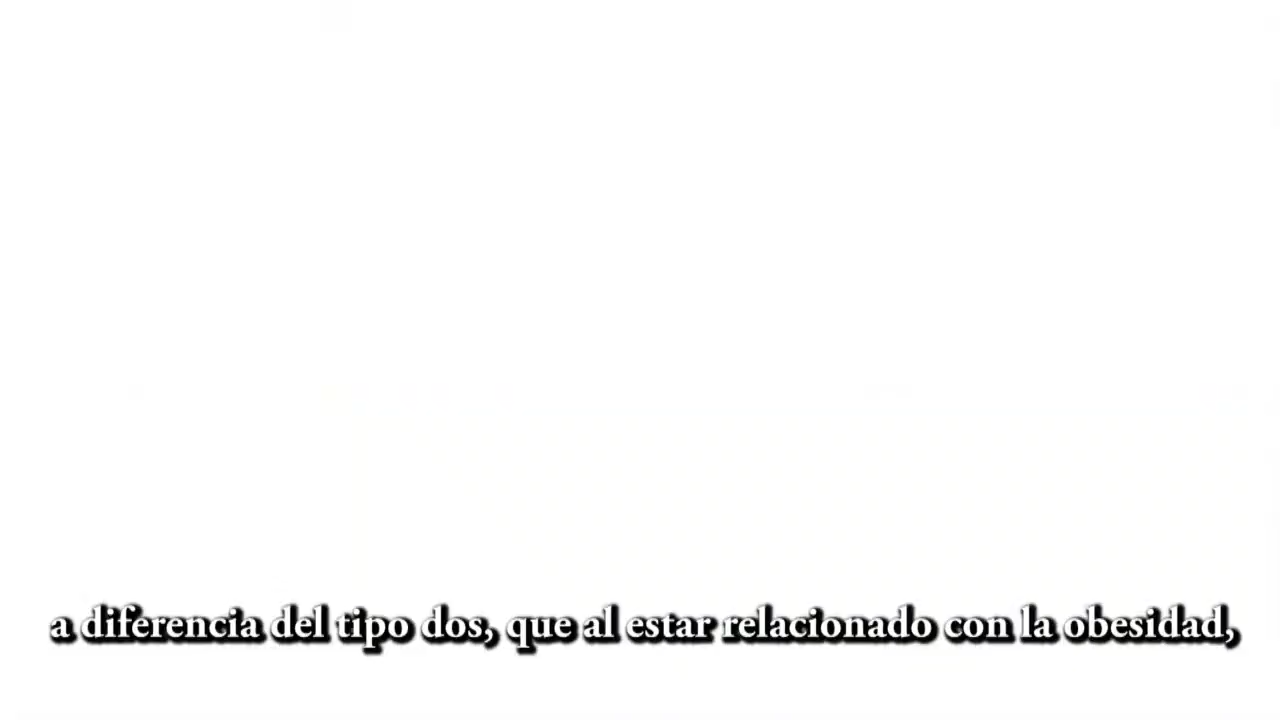 a diferencia del tipo dos, que al estar relacionado con la obesidad,